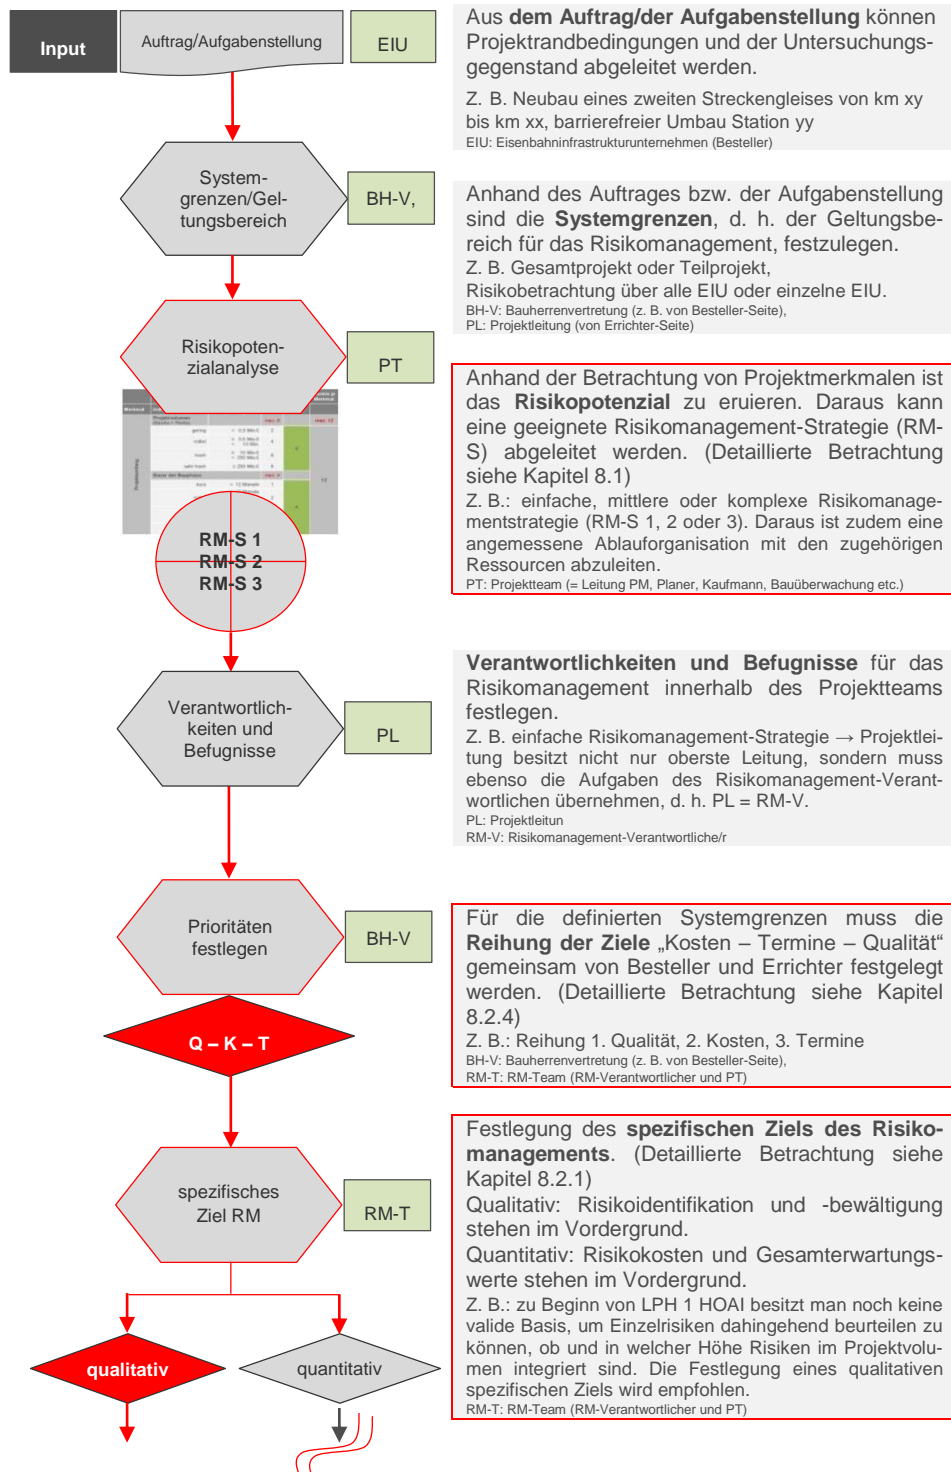 Input
Auftrag/Aufgabenstellung
EIU
Aus dem Auftrag/der Aufgabenstellung können
Projektrandbedingungen und der Untersuchungs-
gegenstand abgeleitet werden.
Z. B. Neubau eines zweiten Streckengleises von km xy
bis km xx, barrierefreier Umbau Station yy
EIU: Eisenbahninfrastrukturunternehmen (Besteller)
System-
grenzen/Gel-
tungsbereich
BH-V,
Anhand des Auftrages bzw. der Aufgabenstellung
sind die Systemgrenzen, d. h. der Geltungsbe-
reich für das Risikomanagement, festzulegen.
Z. B. Gesamtprojekt oder Teilprojekt,
Risikobetrachtung über alle EIU oder einzelne EIU.
BH-V: Bauherrenvertretung (z. B. von Besteller-Seite),
PL: Projektleitung (von Errichter-Seite)
Risikopoten-
zialanalyse
PT
Merkmal
Merkmal
max. 12
gering
mittel
hoch
sehr hoch
Dauer der Bauphase
RM-S 1
RM-S 2
RM-S 3
Anhand der Betrachtung von Projektmerkmalen ist
das Risikopotenzial zu eruieren. Daraus kann
eine geeignete Risikomanagement-Strategie (RM-
S) abgeleitet werden. (Detaillierte Betrachtung
siehe Kapitel 8.1)
Z. B.: einfache, mittlere oder komplexe Risikomanage-
mentstrategie (RM-S 1, 2 oder 3). Daraus ist zudem eine
angemessene Ablauforganisation mit den zugehörigen
Ressourcen abzuleiten.
PT: Projektteam (= Leitung PM, Planer, Kaufmann, Bauüberwachung etc.)
Verantwortlich-
keiten und
Befugnisse
PL
Verantwortlichkeiten und Befugnisse für das
Risikomanagement innerhalb des Projektteams
festlegen.
Z. B. einfache Risikomanagement-Strategie → Projektlei-
tung besitzt nicht nur oberste Leitung, sondern muss
ebenso die Aufgaben des Risikomanagement-Verant-
wortlichen übernehmen, d. h. PL = RM-V.
PL: Projektleitun
RM-V: Risikomanagement-Verantwortliche/r
Prioritäten
festlegen
BH-V
Q – K – T
Für die definierten Systemgrenzen muss die
Reihung der Ziele „Kosten – Termine – Qualität“
gemeinsam von Besteller und Errichter festgelegt
werden. (Detaillierte Betrachtung siehe Kapitel
8.2.4)
Z. B.: Reihung 1. Qualität, 2. Kosten, 3. Termine
BH-V: Bauherrenvertretung (z. B. von Besteller-Seite),
RM-T: RM-Team (RM-Verantwortlicher und PT)
spezifisches
Ziel RM
RM-T
Festlegung des spezifischen Ziels des Risiko-
managements. (Detaillierte Betrachtung siehe
Kapitel 8.2.1)
Qualitativ: Risikoidentifikation und -bewältigung
stehen im Vordergrund.
Quantitativ: Risikokosten und Gesamterwartungs-
werte stehen im Vordergrund.
Z. B.: zu Beginn von LPH 1 HOAI besitzt man noch keine
valide Basis, um Einzelrisiken dahingehend beurteilen zu
können, ob und in welcher Höhe Risiken im Projektvolu-
men integriert sind. Die Festlegung eines qualitativen
spezifischen Ziels wird empfohlen.
RM-T: RM-Team (RM-Verantwortlicher und PT)
qualitativ
quantitativ